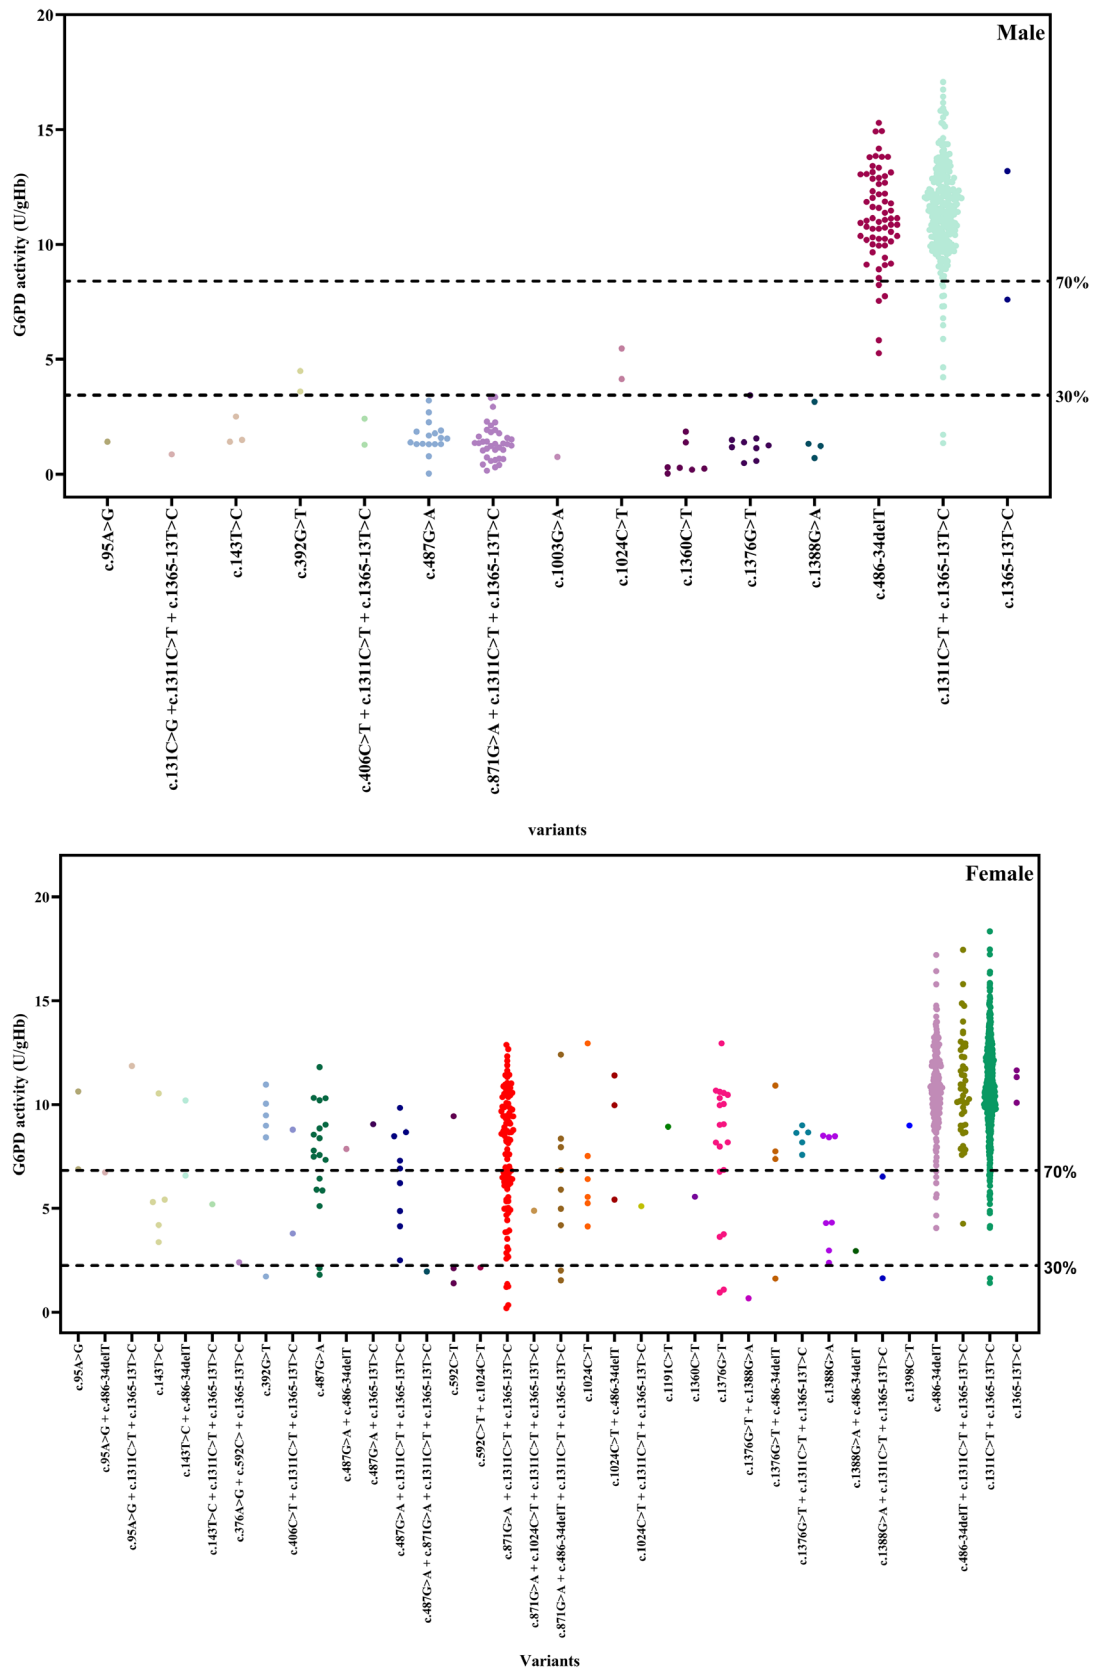 Male
20
15
10
5
0
G6PD activity (U/gHb)
70%
30%
c.95A>G
c.131C>G +c.1311C>T + c.1365-13T>C
c.143T>C
c.392G>T
c.406C>T + c.1311C>T + c.1365-13T>C
c.487G>A
c.871G>A + c.1311C>T + c.1365-13T>C
c.1003G>A
c.1024C>T
c.1360C>T
c.1376G>T
c.1388G>A
c.486-34delT
c.1311C>T + c.1365-13T>C
c.1365-13T>C
variants
Female
20
15
10
5
0
G6PD activity (U/gHb)
70%
30%
c.95A>G
c.95A>G + c.486-34delT
c.95A>G + c.1311C>T + c.1365-13T>C
c.143T>C
c.143T>C + c.486-34delT
c.143T>C + c.1311C>T + c.1365-13T>C
c.376A>G + c.592C> + c.1365-13T>C
c.392G>T
c.406C>T + c.1311C>T + c.1365-13T>C
c.487G>A
c.487G>A + c.486-34delT
c.487G>A + c.1365-13T>C
c.487G>A + c.1311C>T + c.1365-13T>C
c.487G>A + c.871G>A + c.1311C>T + c.1365-13T>C
c.592C>T
c.592C>T + c.1024C>T
c.871G>A + c.1311C>T + c.1365-13T>C
c.871G>A + c.1024C>T + c.1311C>T + c.1365-13T>C
c.871G>A + c.486-34delT + c.1311C>T + c.1365-13T>C
c.1024C>T
c.1024C>T + c.486-34delT
c.1024C>T + c.1311C>T + c.1365-13T>C
c.1191C>T
c.1360C>T
c.1376G>T
c.1376G>T + c.1388G>A
c.1376G>T + c.486-34delT
c.1376G>T + c.1311C>T + c.1365-13T>C
c.1388G>A
c.1388G>A + c.486-34delT
c.1388G>A + c.1311C>T + c.1365-13T>C
c.1398C>T
c.486-34delT
c.486-34delT + c.1311C>T + c.1365-13T>C
c.1311C>T + c.1365-13T>C
c.1365-13T>C
Variants